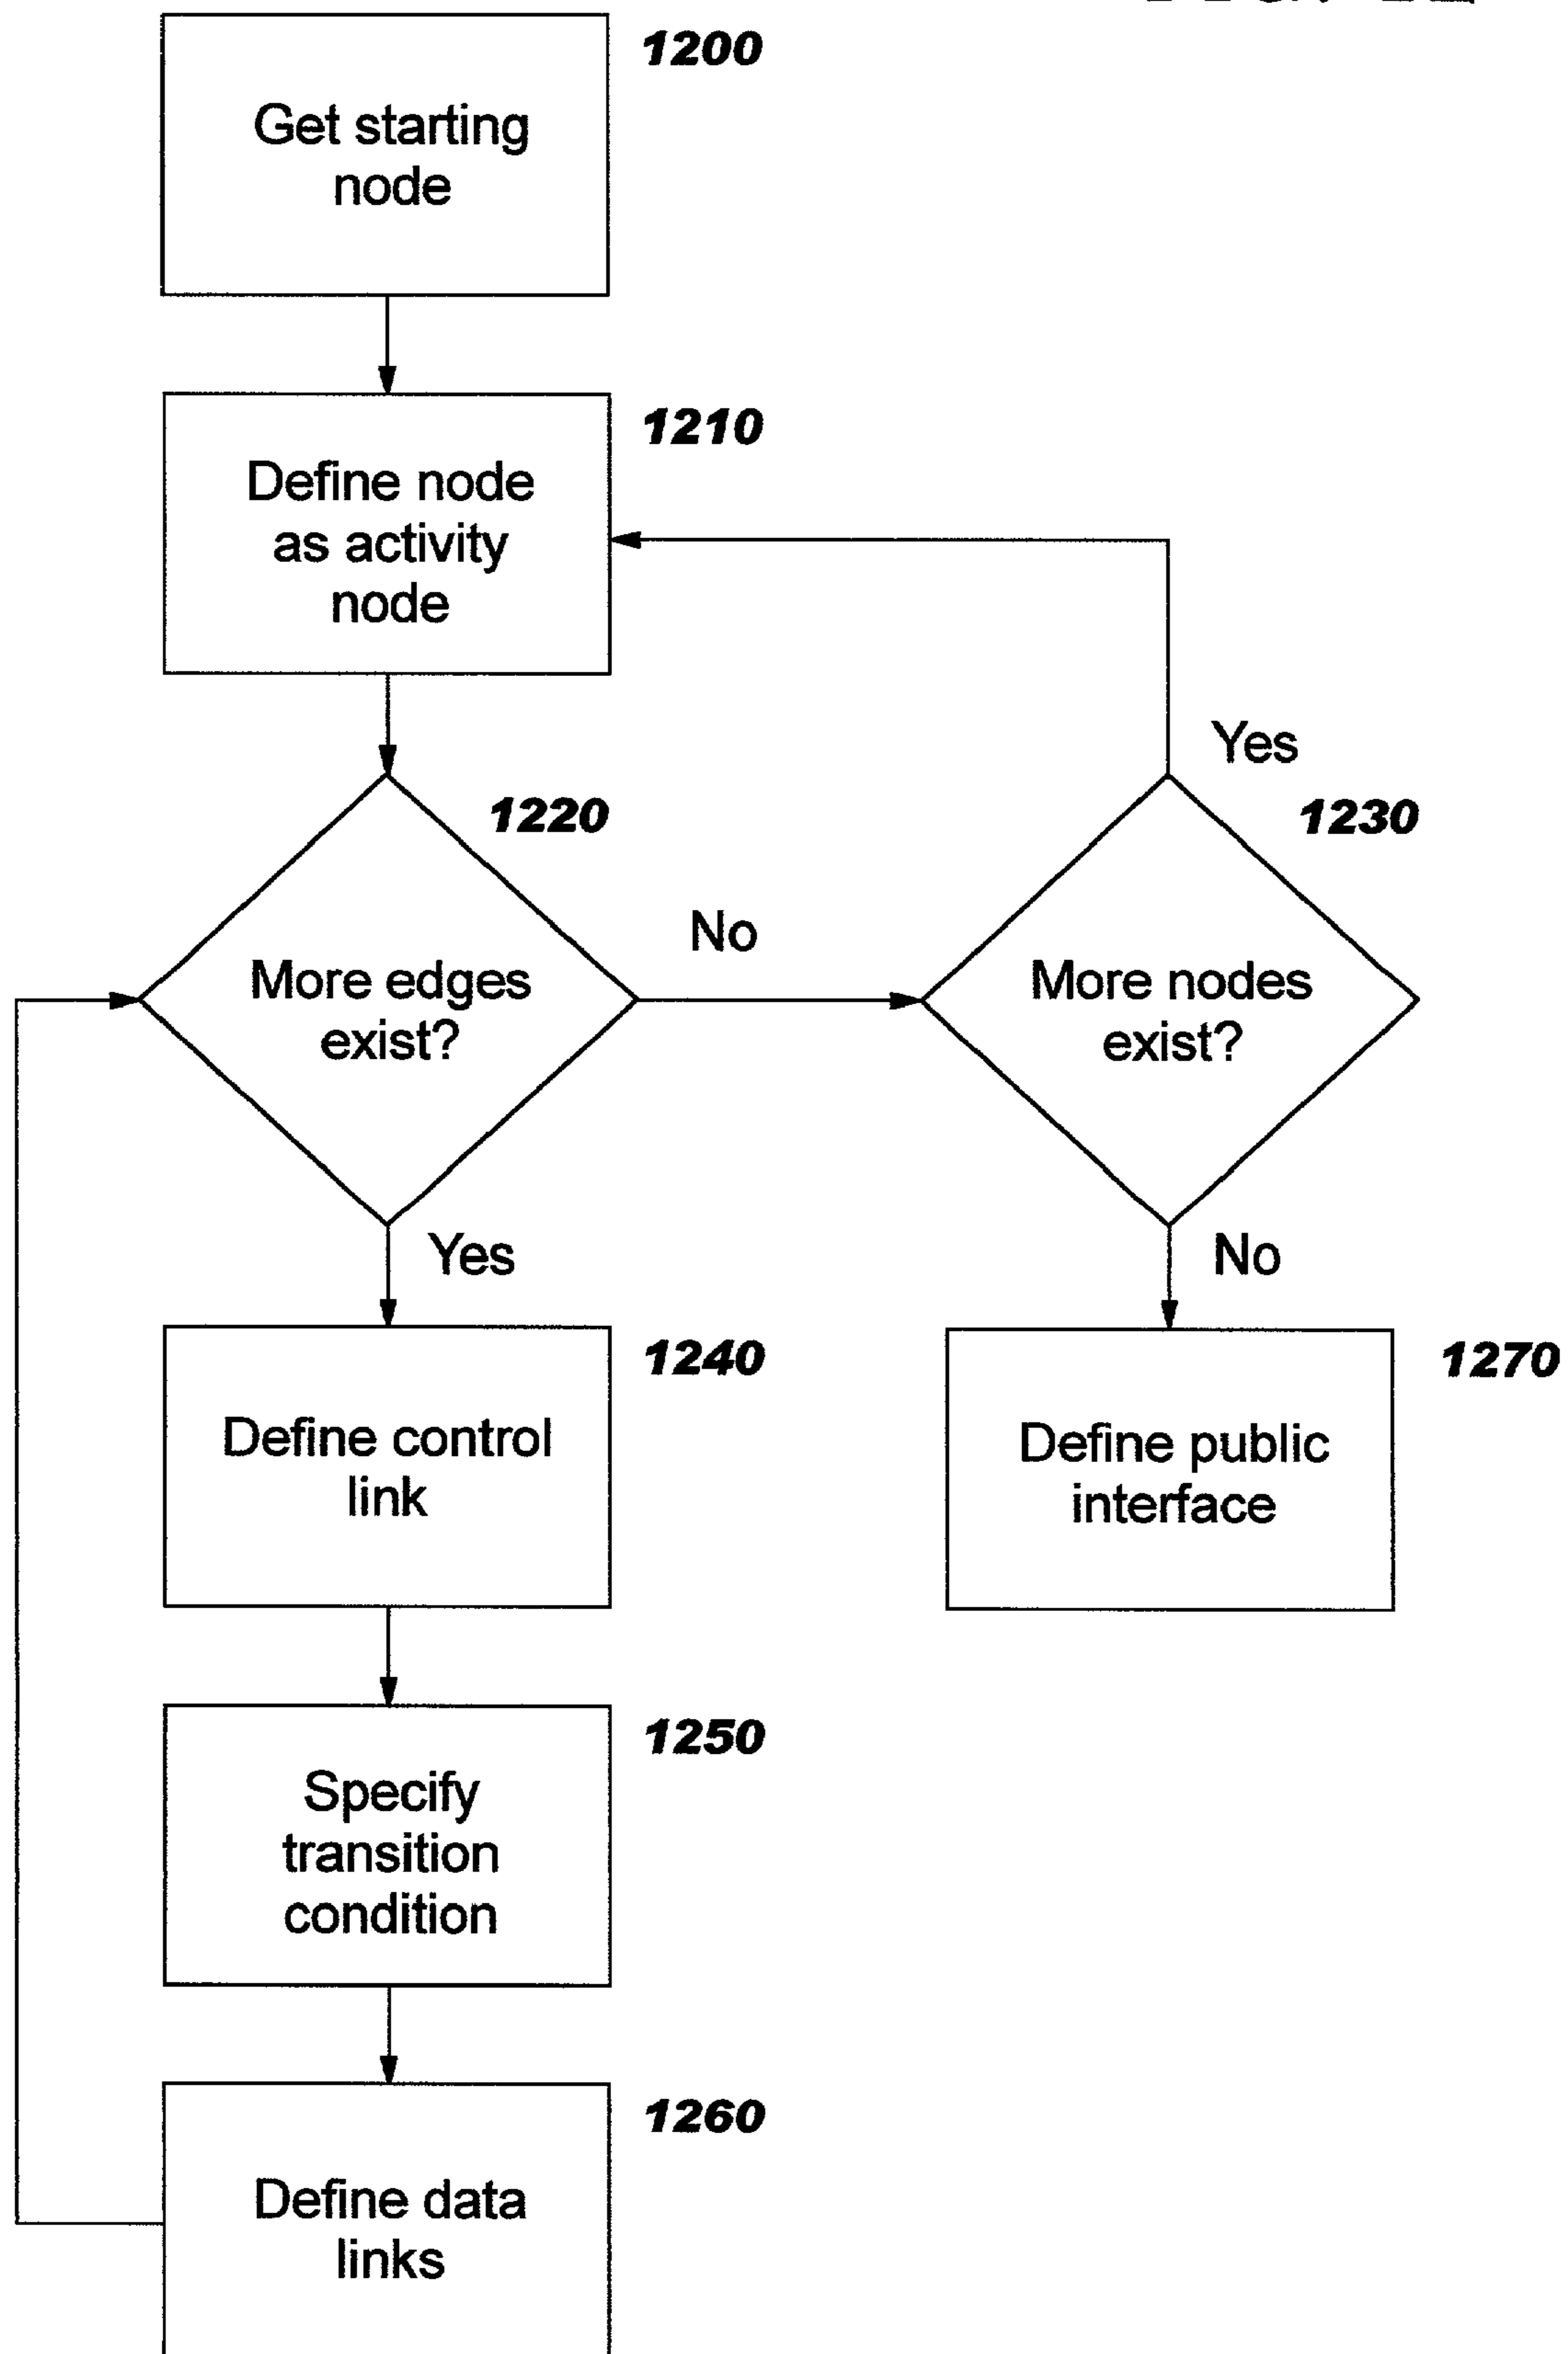 1200
Get starting
node
1210
Define node
as activity
node
Yes
1220
1230
No
More edges
exist?
More nodes
exist?
Yes
No
1240
1270
Define control
link
Define public
interface
1250
Specify
transition
condition
1260
Define data
links